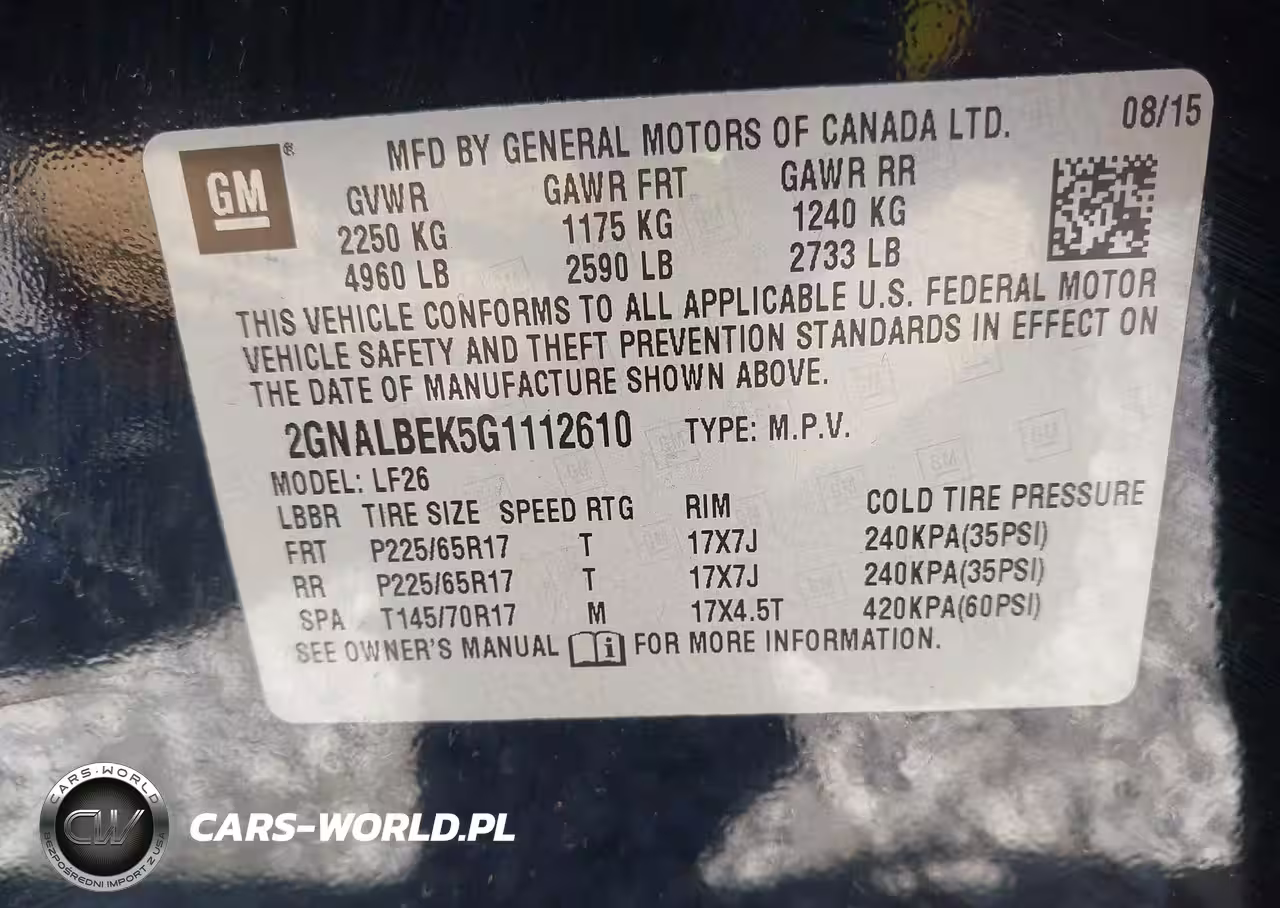 MFD BY GENERAL MOTORS OF CANADA LTD. 08/15
GM ®
GVWR GAWR FRT GAWR RR
2250 KG 1175 KG 1240 KG
4960 LB 2590 LB 2733 LB
THIS VEHICLE CONFORMS TO ALL APPLICABLE U.S. FEDERAL MOTOR
VEHICLE SAFETY AND THEFT PREVENTION STANDARDS IN EFFECT ON
THE DATE OF MANUFACTURE SHOWN ABOVE.
2GNALBEK5G1112610 TYPE: M.P.V.
MODEL: LF26
LBBR TIRE SIZE SPEED RTG RIM COLD TIRE PRESSURE
FRT P225/65R17 T 17X7J 240KPA(35PSI)
RR P225/65R17 T 17X7J 240KPA(35PSI)
SPA T145/70R17 M 17X4.5T 420KPA(60PSI)
SEE OWNER'S MANUAL i FOR MORE INFORMATION.
CARS-WORLD
CW
BEZPOŚREDNI IMPORT Z USA
CARS-WORLD.PL